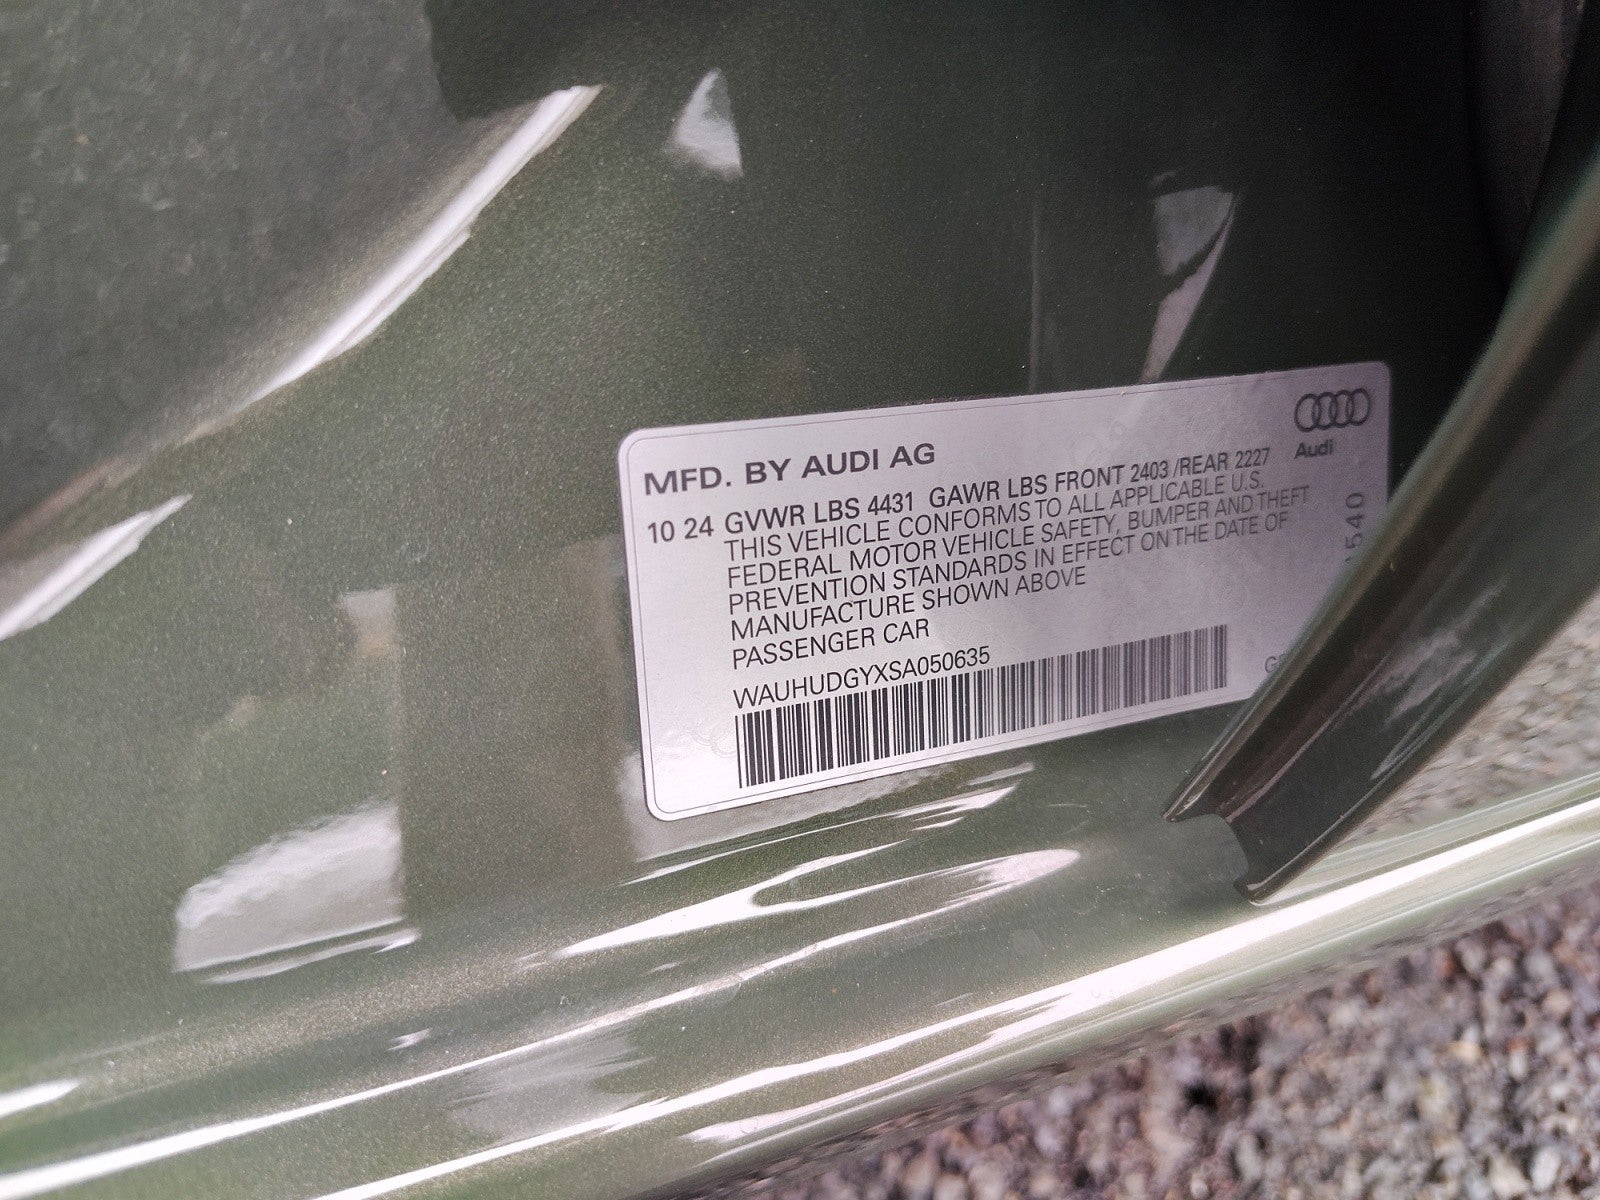 MFD. BY AUDI AG
Audi
10 24 GVWR LBS 4431 GAWR LBS FRONT 2403 /REAR 2227
THIS VEHICLE CONFORMS TO ALL APPLICABLE U.S.
FEDERAL MOTOR VEHICLE SAFETY, BUMPER AND THEFT
PREVENTION STANDARDS IN EFFECT ON THE DATE OF
MANUFACTURE SHOWN ABOVE
PASSENGER CAR
WAUHUDGYXSA050635
540